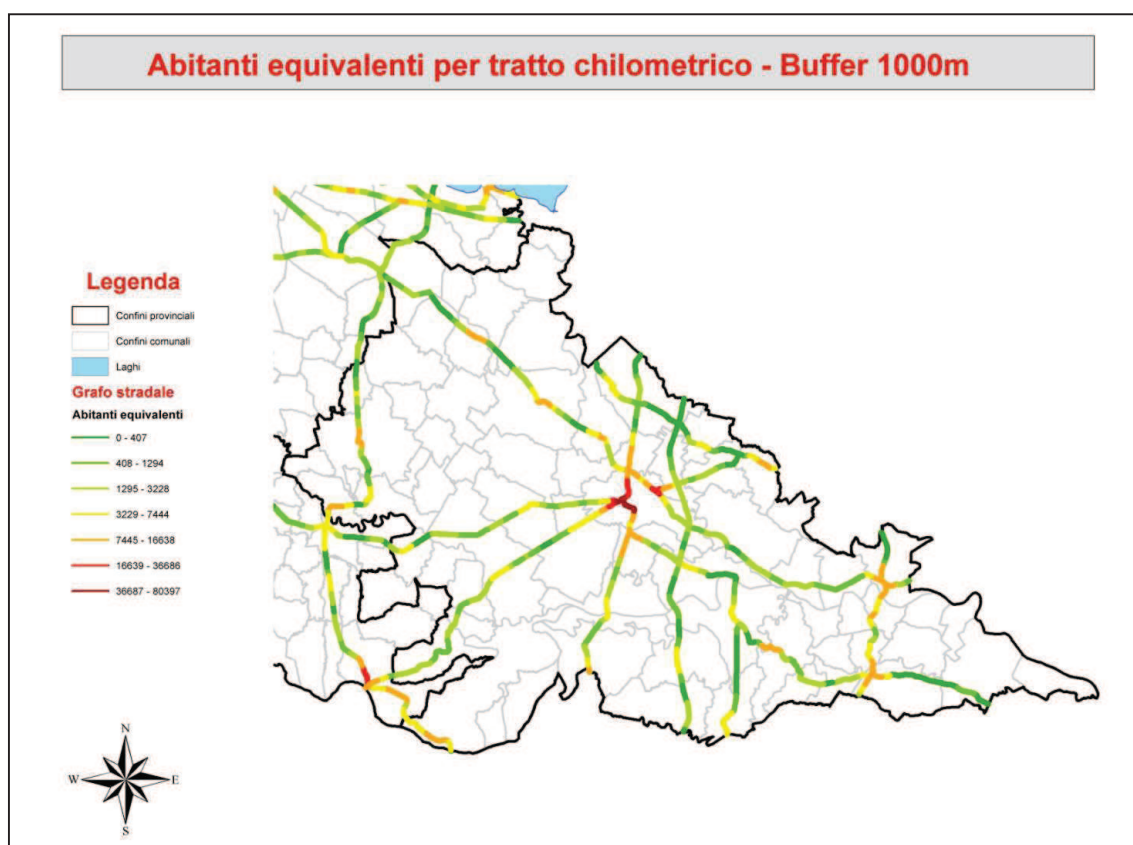 Abitanti equivalenti per tratto chilometrico - Buffer 1000m
Legenda
Confini provinciali
Confini comunali
Laghi
Grafo stradale
Abitanti equivalenti
0 - 407
408 - 1294
1295 - 3228
3229 - 7444
7445 - 16638
16639 - 36686
36687 - 80397
N
W E
S